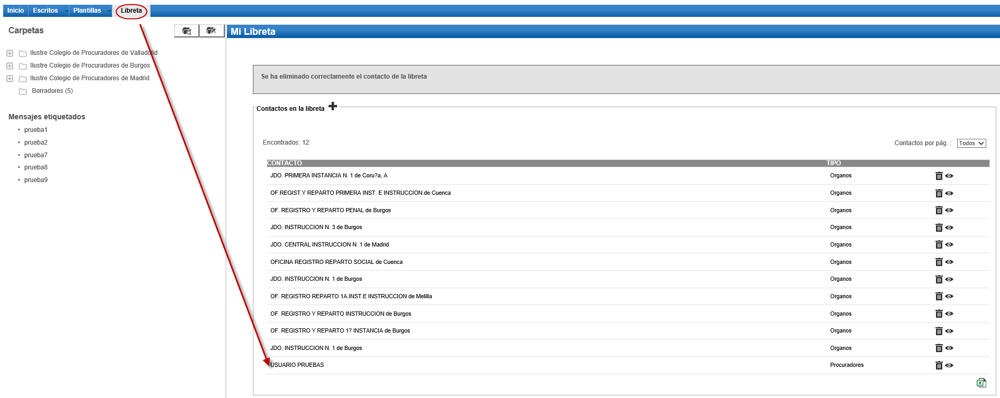 Inicio Escritos Plantillas Libreta
Carpetas
Mi Libreta
Ilustre Colegio de Procuradores de Valladolid
Ilustre Colegio de Procuradores de Burgos
Ilustre Colegio de Procuradores de Madrid
Borradores (5)
Mensajes etiquetados
• prueba1
• prueba2
• prueba7
• prueba8
• prueba9
Se ha eliminado correctamente el contacto de la libreta
Contactos en la libreta
Encontrados: 12
Contactos por pág. : Todos
CONTACTO TIPO
JDO. PRIMERA INSTANCIA N. 1 de Coru?a, A Organos
OF.REGIST.Y REPARTO PRIMERA INST. E INSTRUCCION de Cuenca Organos
OF. REGISTRO Y REPARTO PENAL de Burgos Organos
JDO. INSTRUCCION N. 3 de Burgos Organos
JDO. CENTRAL INSTRUCCION N. 1 de Madrid Organos
OFICINA REGISTRO REPARTO SOCIAL de Cuenca Organos
JDO. INSTRUCCION N. 1 de Burgos Organos
OF. REGISTRO REPARTO 1A.INST.E INSTRUCCION de Melilla Organos
OF. REGISTRO Y REPARTO INSTRUCCION de Burgos Organos
OF. REGISTRO Y REPARTO 1? INSTANCIA de Burgos Organos
JDO. INSTRUCCION N. 1 de Burgos Organos
USUARIO PRUEBAS Procuradores